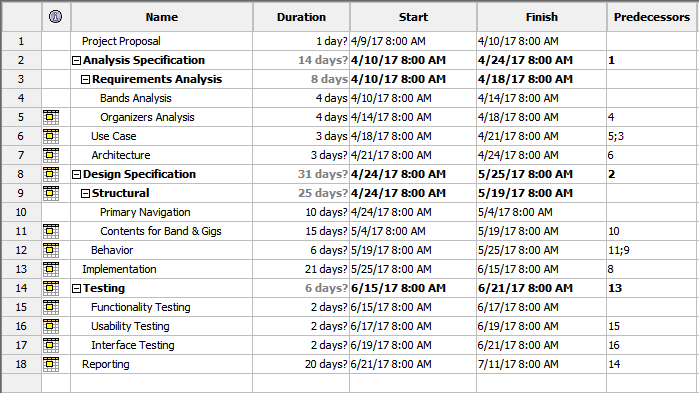 Name Duration Start Finish Predecessors
1 Project Proposal 1 day? 4/9/17 8:00 AM 4/10/17 8:00 AM
2 Analysis Specification 14 days? 4/10/17 8:00 AM 4/24/17 8:00 AM 1
3 Requirements Analysis 8 days 4/10/17 8:00 AM 4/18/17 8:00 AM
4 Bands Analysis 4 days 4/10/17 8:00 AM 4/14/17 8:00 AM
5 Organizers Analysis 4 days 4/14/17 8:00 AM 4/18/17 8:00 AM 4
6 Use Case 3 days 4/18/17 8:00 AM 4/21/17 8:00 AM 5;3
7 Architecture 3 days? 4/21/17 8:00 AM 4/24/17 8:00 AM 6
8 Design Specification 31 days? 4/24/17 8:00 AM 5/25/17 8:00 AM 2
9 Structural 25 days? 4/24/17 8:00 AM 5/19/17 8:00 AM
10 Primary Navigation 10 days? 4/24/17 8:00 AM 5/4/17 8:00 AM
11 Contents for Band & Gigs 15 days? 5/4/17 8:00 AM 5/19/17 8:00 AM 10
12 Behavior 6 days? 5/19/17 8:00 AM 5/25/17 8:00 AM 11;9
13 Implementation 21 days? 5/25/17 8:00 AM 6/15/17 8:00 AM 8
14 Testing 6 days? 6/15/17 8:00 AM 6/21/17 8:00 AM 13
15 Functionality Testing 2 days? 6/15/17 8:00 AM 6/17/17 8:00 AM
16 Usability Testing 2 days? 6/17/17 8:00 AM 6/19/17 8:00 AM 15
17 Interface Testing 2 days? 6/19/17 8:00 AM 6/21/17 8:00 AM 16
18 Reporting 20 days? 6/21/17 8:00 AM 7/11/17 8:00 AM 14